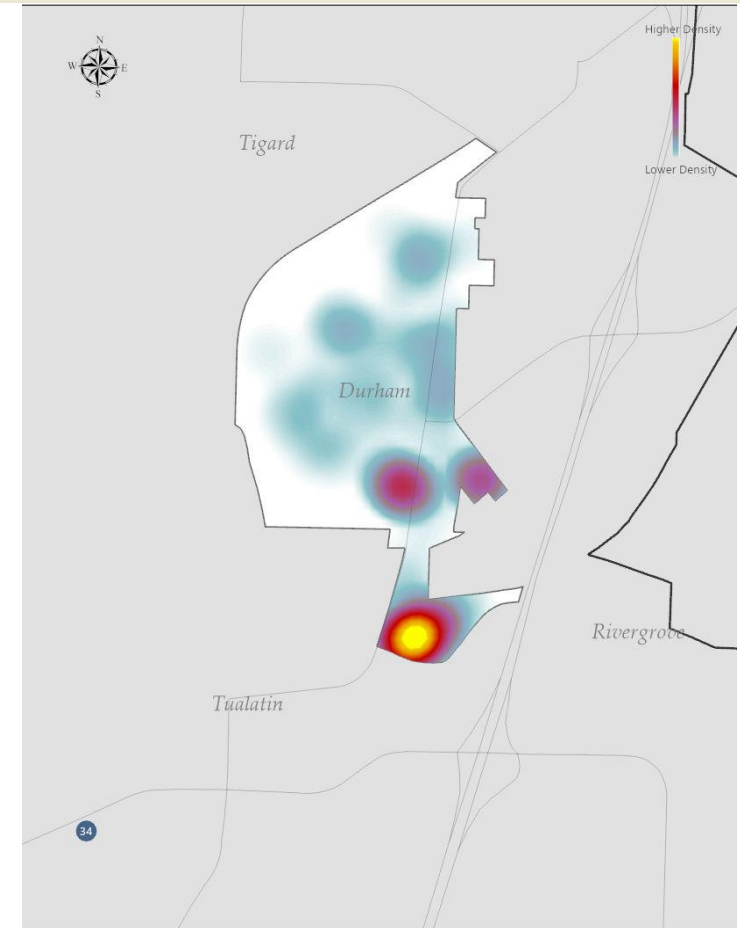 Higher Density
N
W
E
S
Tigard
Lower Density
Durham
Rivergrove
Tualatin
34